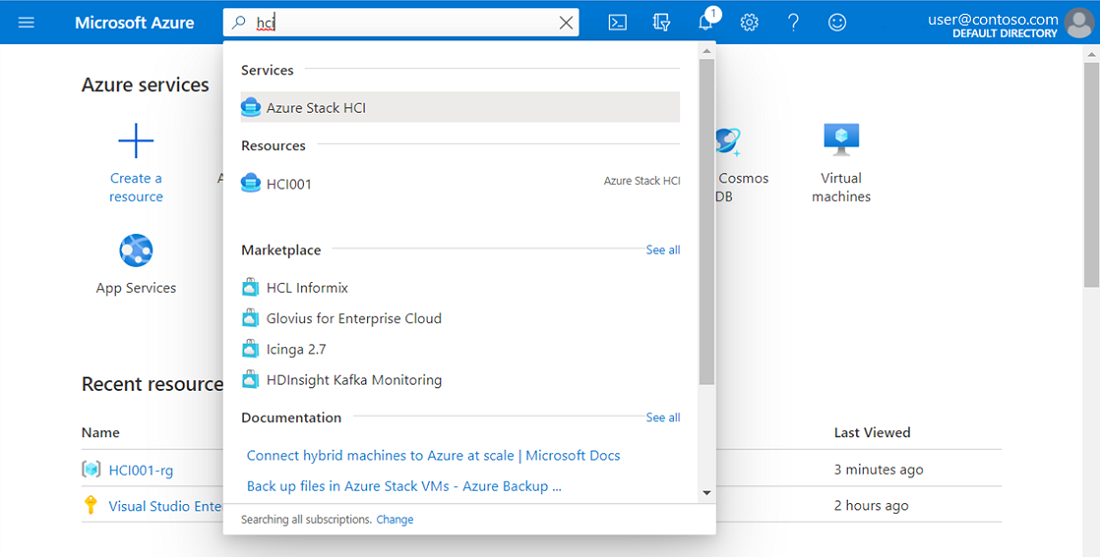 Microsoft Azure
hci
1
user@contoso.com
DEFAULT DIRECTORY
Azure services
Services
Azure Stack HCI
Resources
HCI001
Azure Stack HCI
Create a
resource
A
Cosmos
DB
Virtual
machines
Marketplace
See all
App Services
HCL Informix
Glovius for Enterprise Cloud
Icinga 2.7
HDInsight Kafka Monitoring
Recent resource
Documentation
See all
Name
Last Viewed
Connect hybrid machines to Azure at scale | Microsoft Docs
HCI001-rg
3 minutes ago
Back up files in Azure Stack VMs - Azure Backup ...
Visual Studio Ente
2 hours ago
Searching all subscriptions. Change